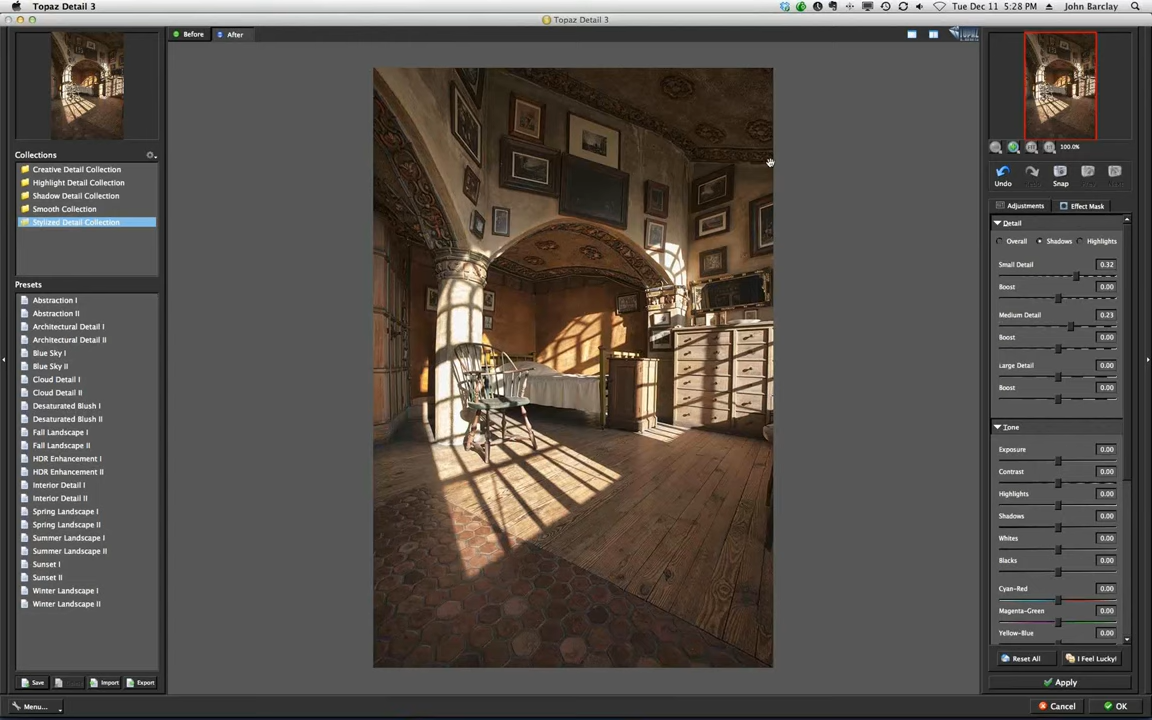 Topaz Detail 3
Tue Dec 11 5:28 PM
John Barclay
Topaz Detail 3
Before
After
TOPAZ
100.0%
Collections
Creative Detail Collection
Highlight Detail Collection
Shadow Detail Collection
Smooth Collection
Stylized Detail Collection
Undo
Snap
Adjustments
Effect Mask
Detail
Overall
Shadows
Highlights
Small Detail 0.32
Boost 0.00
Medium Detail 0.23
Boost 0.00
Large Detail 0.00
Boost 0.00
Presets
Abstraction I
Abstraction II
Architectural Detail I
Architectural Detail II
Blue Sky I
Blue Sky II
Cloud Detail I
Cloud Detail II
Desaturated Blush I
Desaturated Blush II
Fall Landscape I
Fall Landscape II
HDR Enhancement I
HDR Enhancement II
Interior Detail I
Interior Detail II
Spring Landscape I
Spring Landscape II
Summer Landscape I
Summer Landscape II
Sunset I
Sunset II
Winter Landscape I
Winter Landscape II
Tone
Exposure 0.00
Contrast 0.00
Highlights 0.00
Shadows 0.00
Whites 0.00
Blacks 0.00
Cyan-Red 0.00
Magenta-Green 0.00
Yellow-Blue 0.00
Save
Import
Export
Reset All
I Feel Lucky!
Apply
Menu...
Cancel
OK